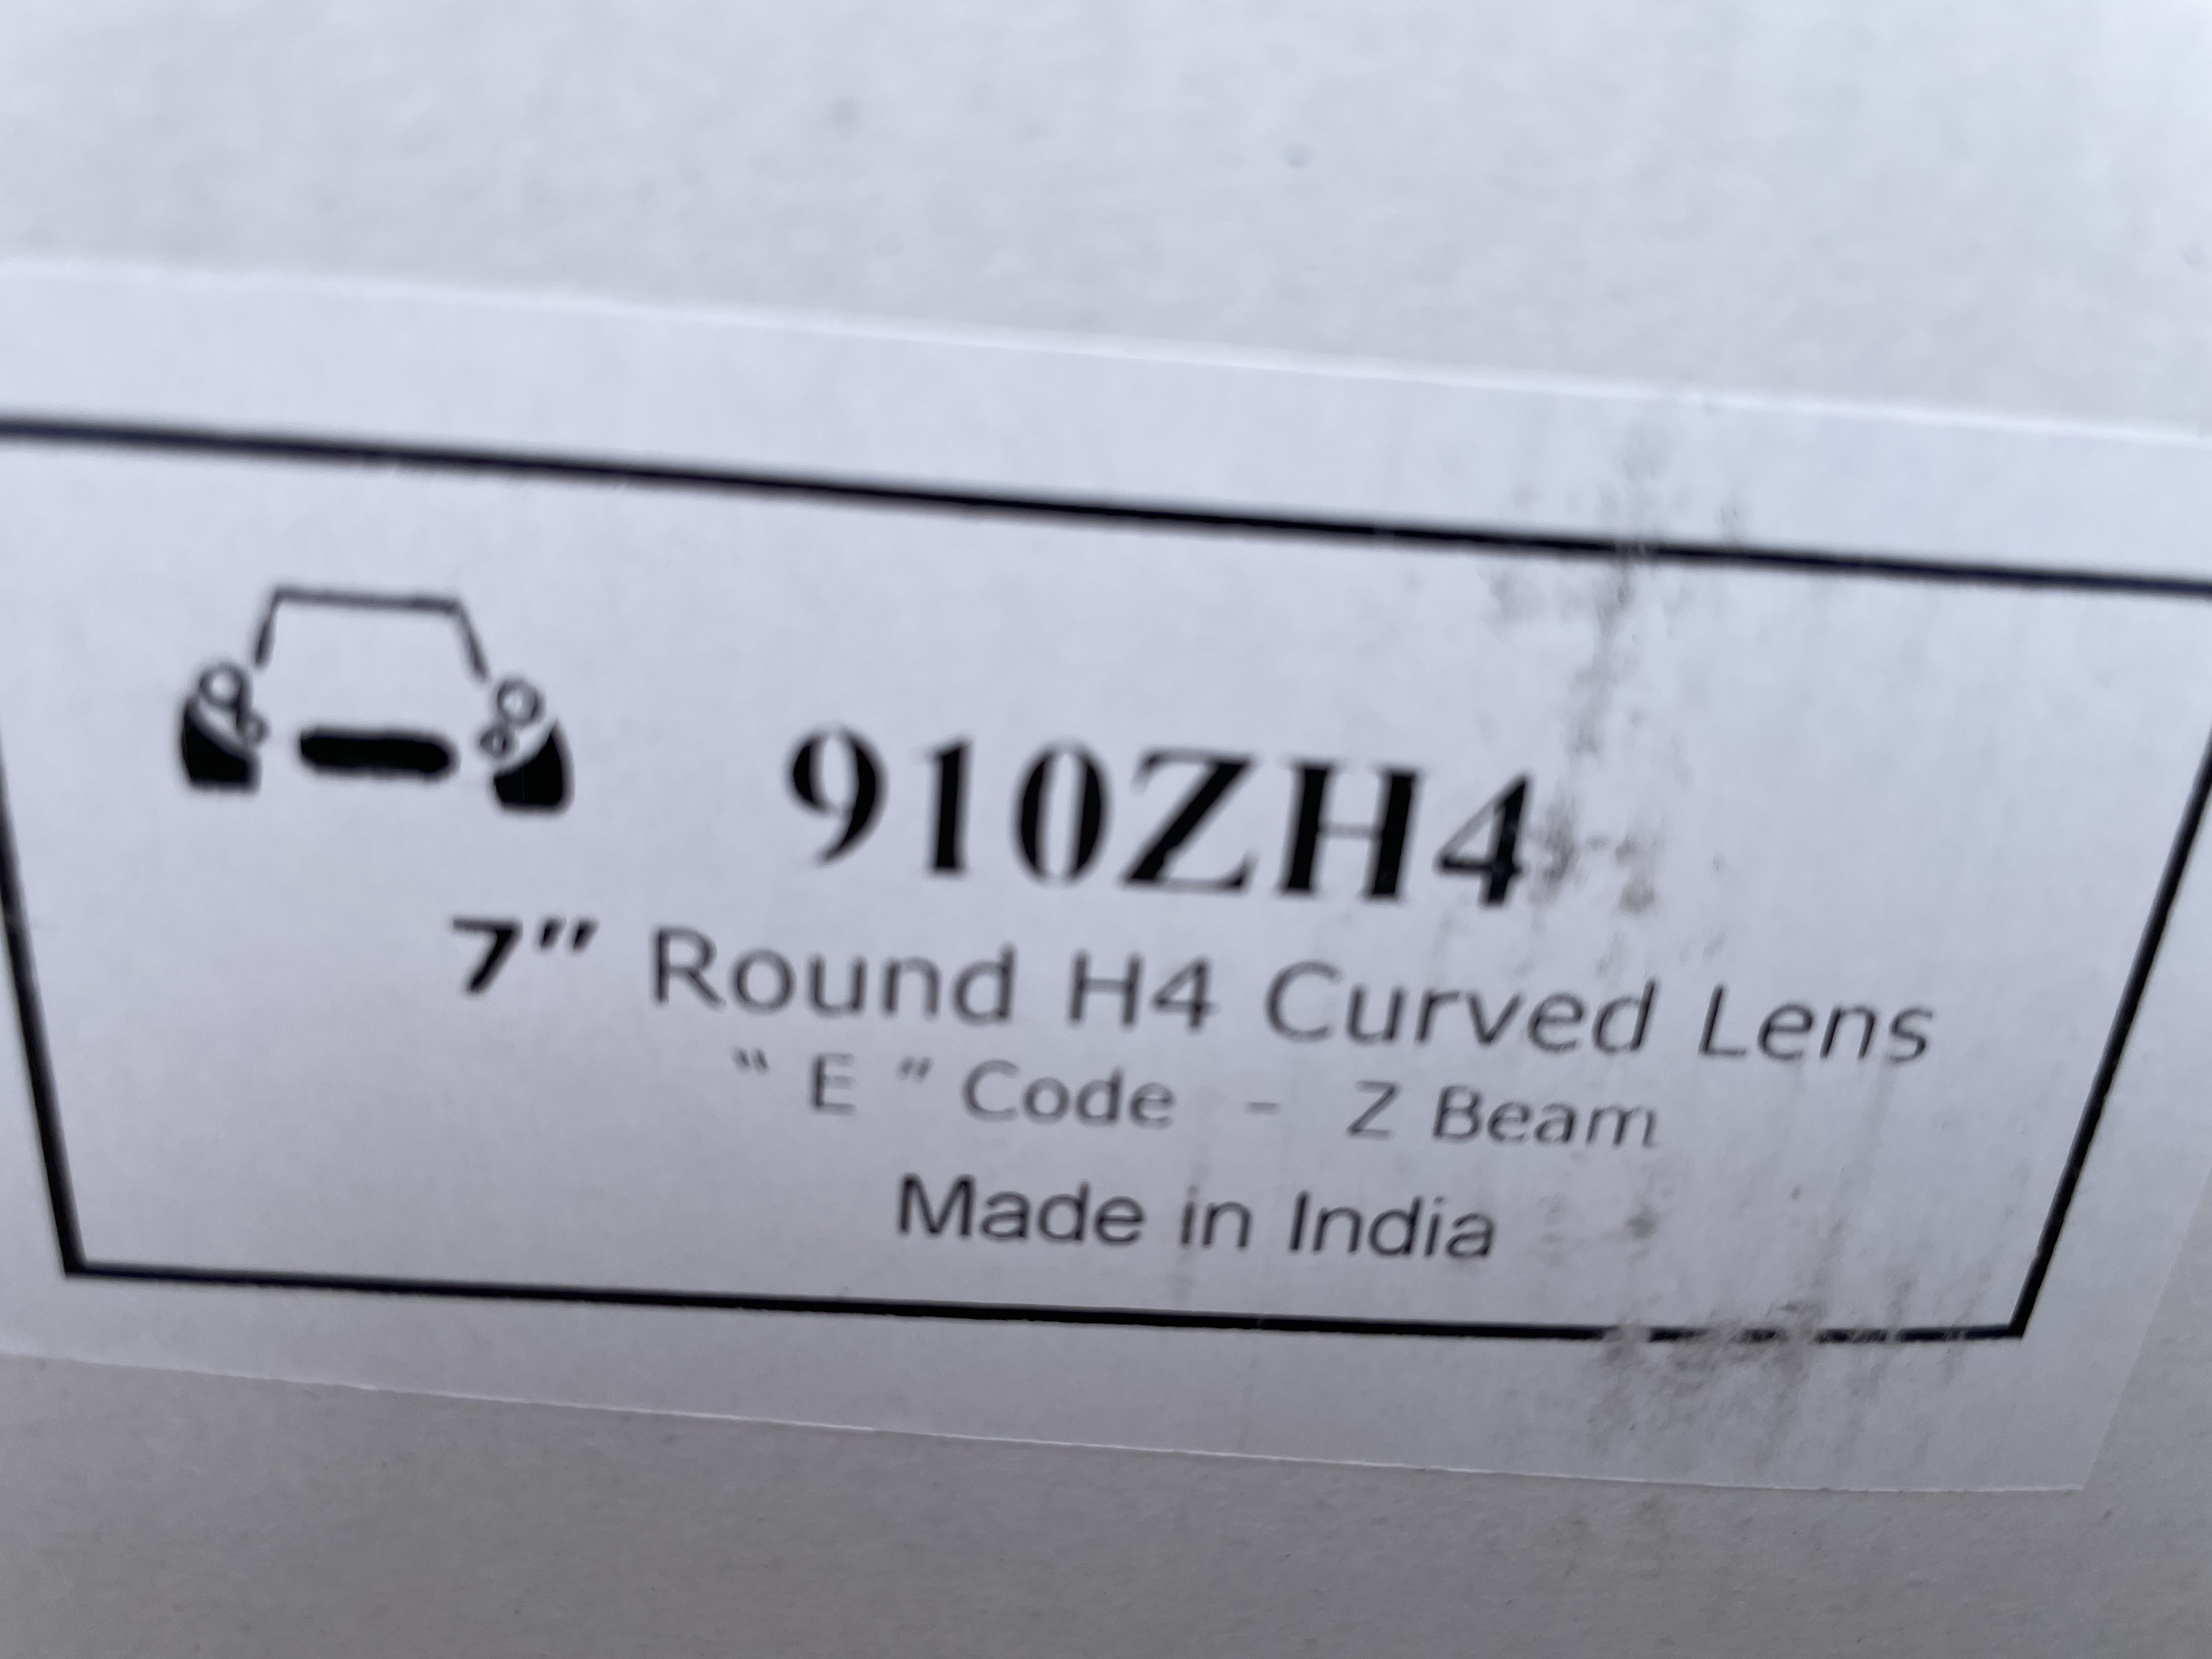 910ZH4
7" Round H4 Curved Lens
" E " Code - Z Beam
Made in India